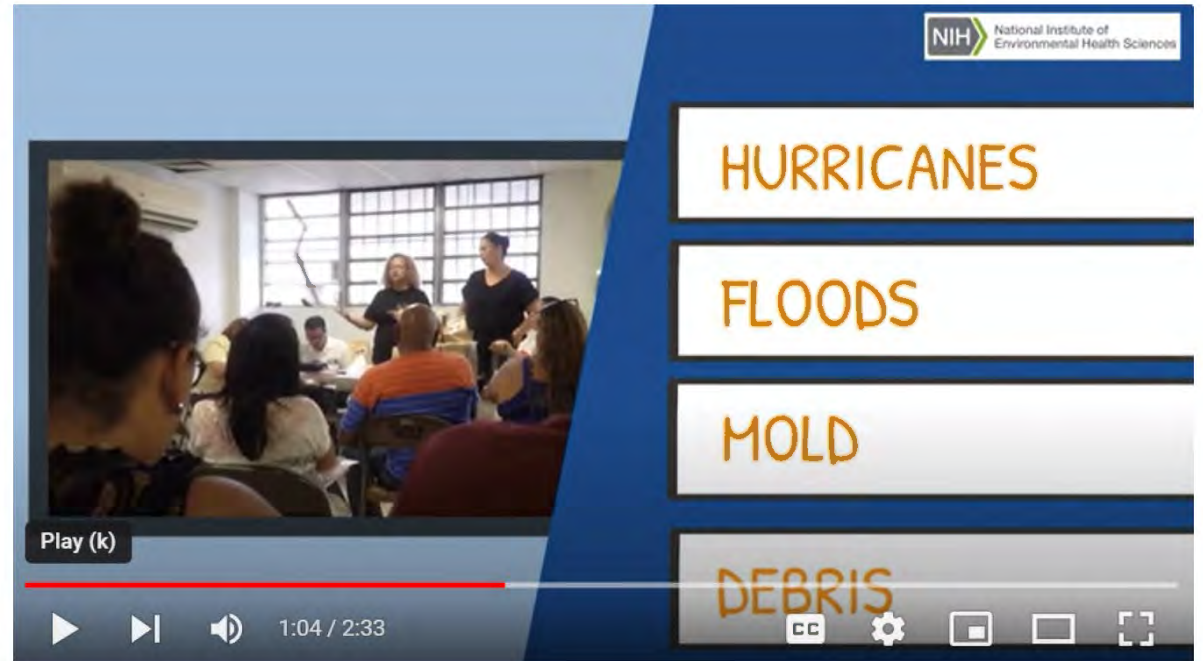 NIH
National Institute of
Environmental Health Sciences
HURRICANES
FLOODS
MOLD
DEBRIS
Play (k)
1:04 / 2:33
CC